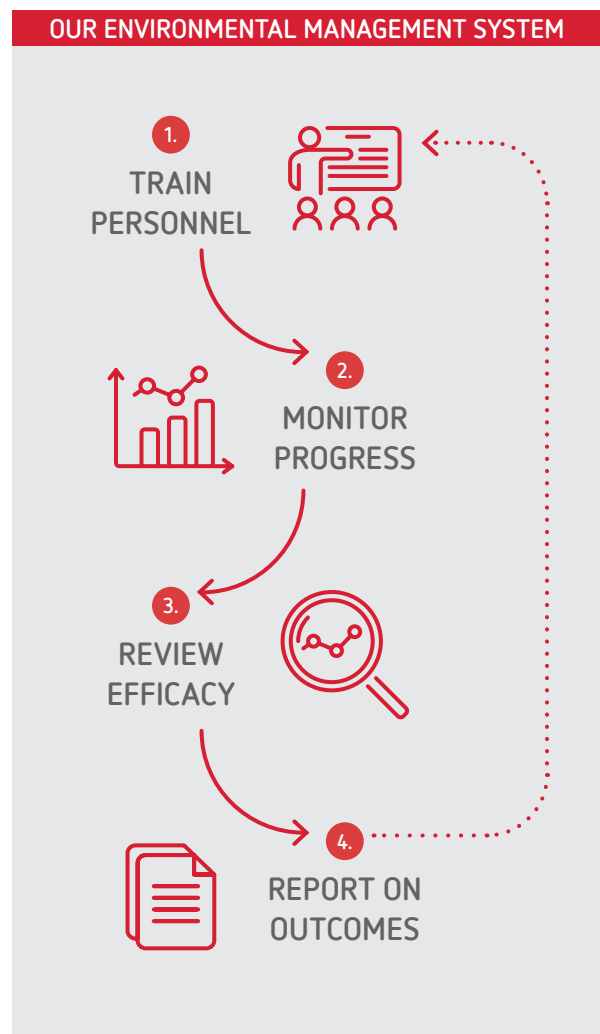 OUR ENVIRONMENTAL MANAGEMENT SYSTEM
1.
TRAIN
PERSONNEL
2.
MONITOR
PROGRESS
3.
REVIEW
EFFICACY
4.
REPORT ON
OUTCOMES